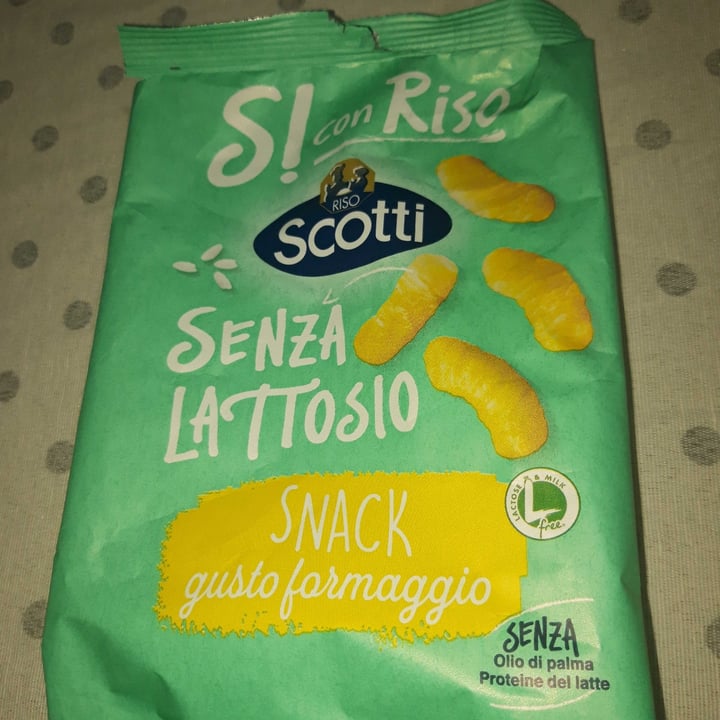 SÌ con Riso
RISO
SCOTTI
SENZA
LATTOSIO
SNACK
gusto formaggio
LACTOSE & MILK
free
SENZA
Olio di palma
Proteine del latte